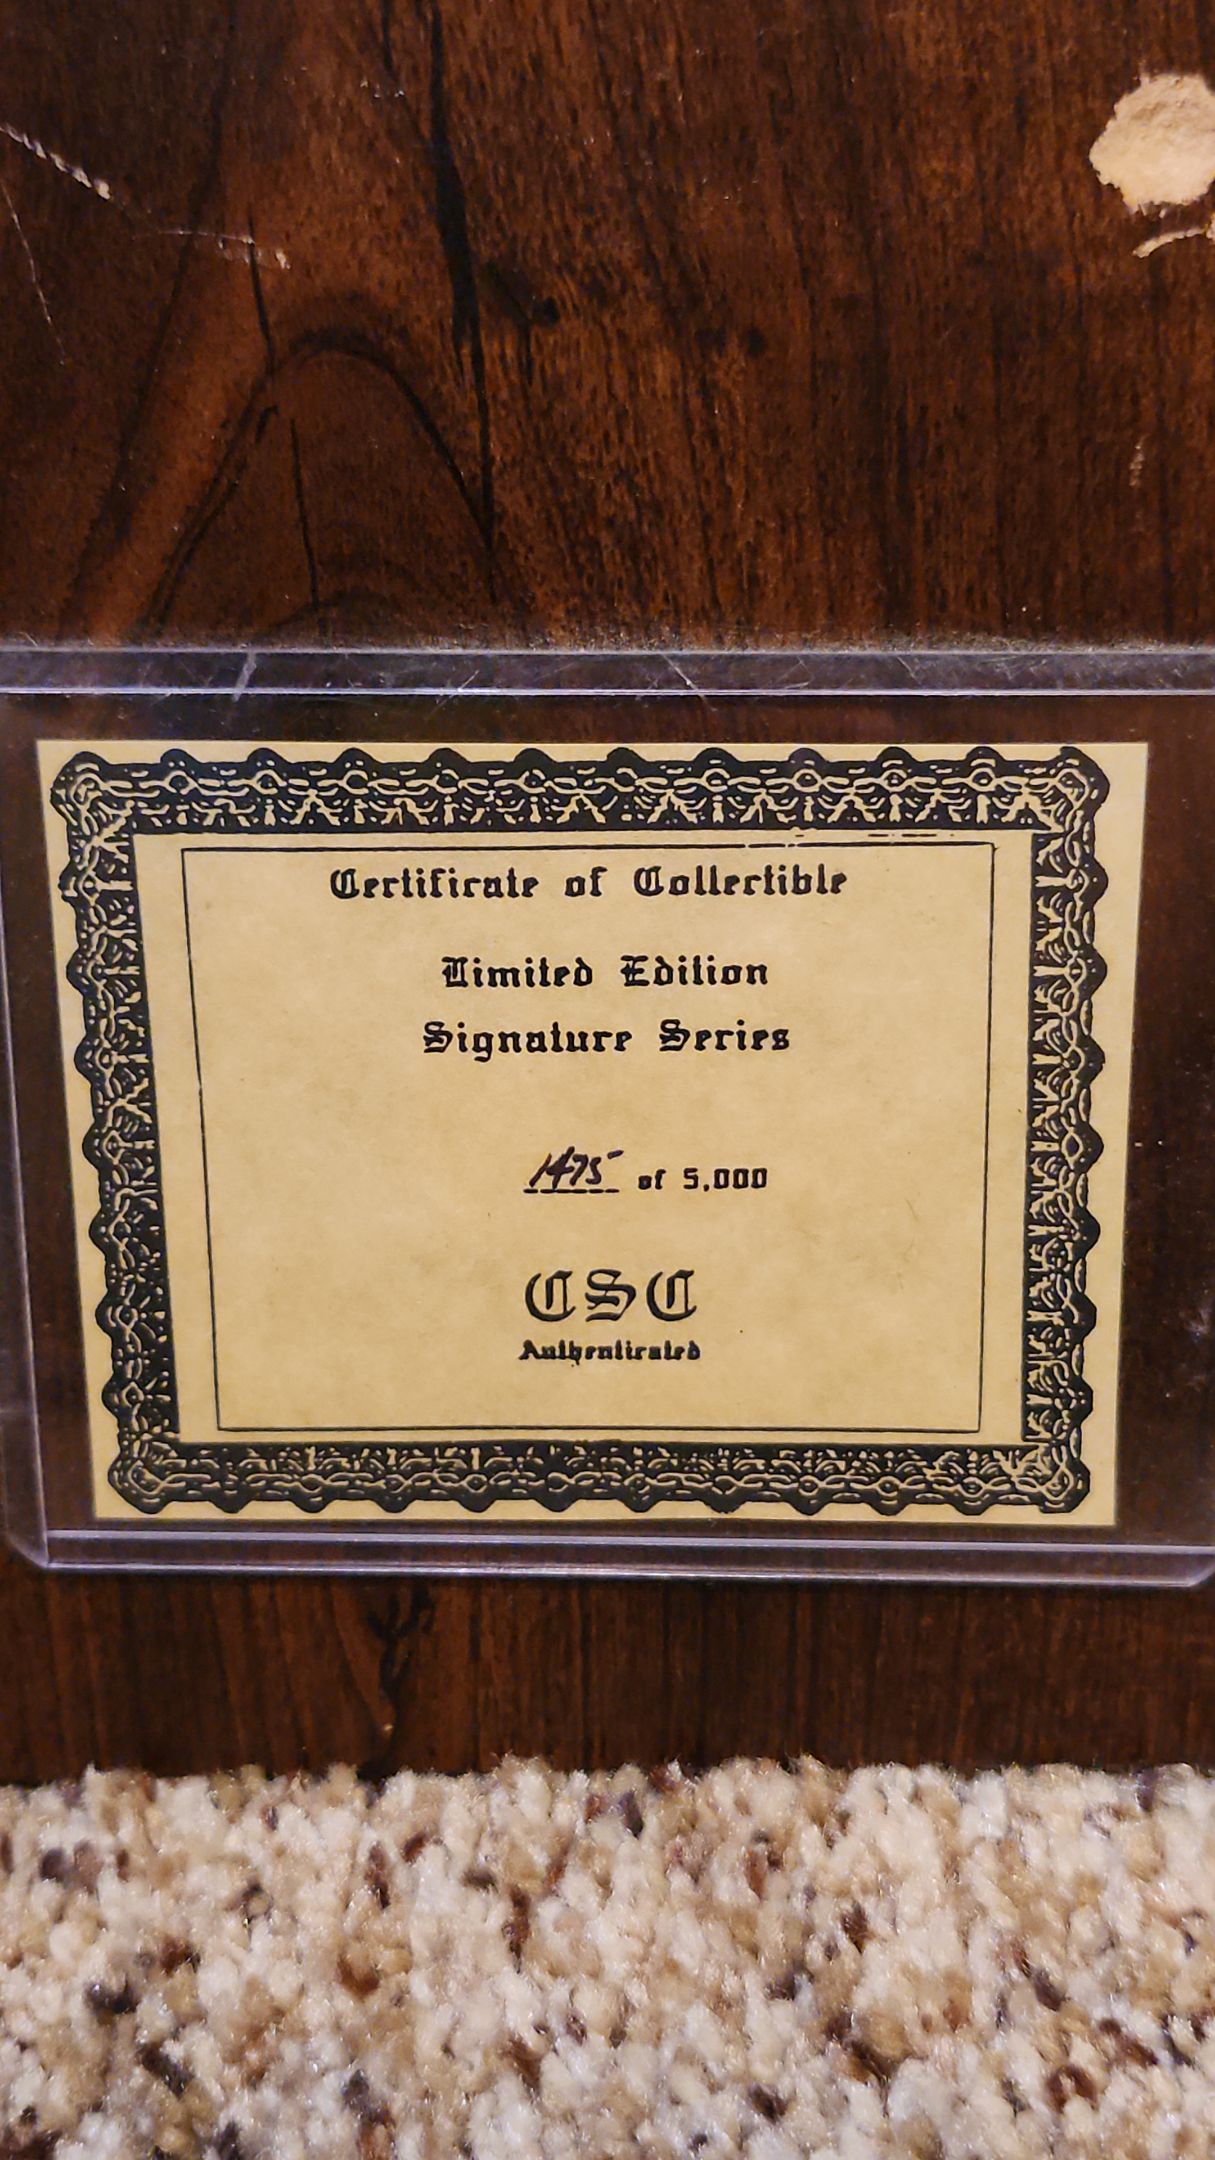 Certificate of Collectible
Limited Edition
Signature Series
1475 of 5,000
CSC
Authenticated